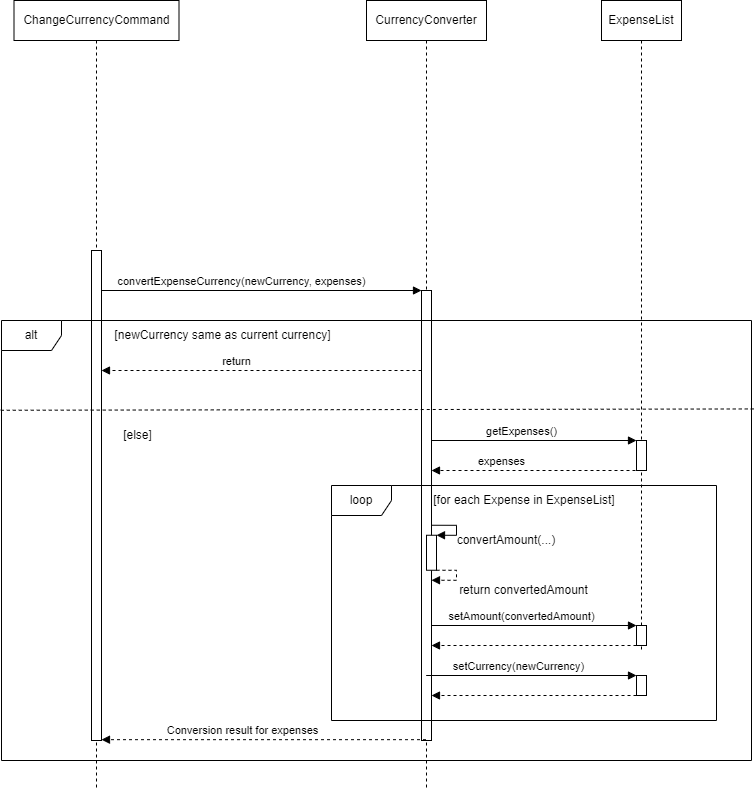 ChangeCurrencyCommand
CurrencyConverter
ExpenseList
convertExpenseCurrency(newCurrency, expenses)
alt
[newCurrency same as current currency]
return
[else]
getExpenses()
expenses
loop
[for each Expense in ExpenseList]
convertAmount(...)
return convertedAmount
setAmount(convertedAmount)
setCurrency(newCurrency)
Conversion result for expenses